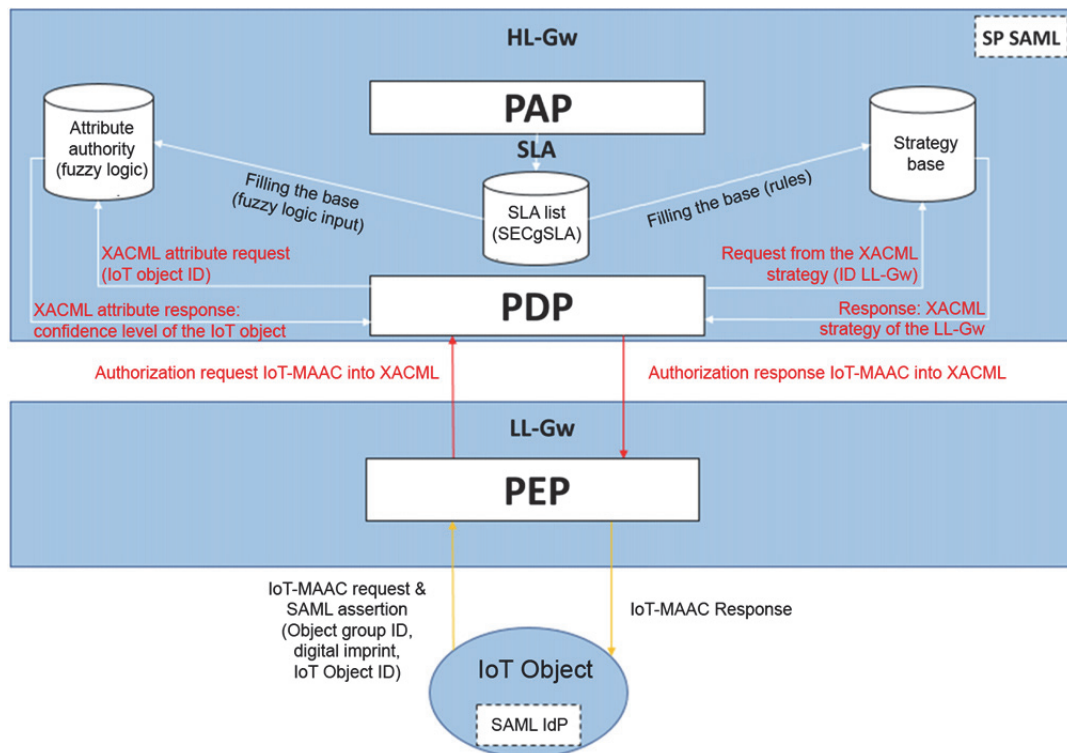 HL-Gw
SP SAML
PAP
SLA
Attribute
authority
(fuzzy logic)
Strategy
base
Filling the base
(fuzzy logic input)
SLA list
(SECgSLA)
Filling the base (rules)
XACML attribute request
(IoT object ID)
Request from the XACML
strategy (ID LL-Gw)
PDP
XACML attribute response:
confidence level of the IoT object
Response: XACML
strategy of the LL-Gw
Authorization request IoT-MAAC into XACML
Authorization response IoT-MAAC into XACML
LL-Gw
PEP
IoT-MAAC request &
SAML assertion
(Object group ID,
digital imprint,
IoT Object ID)
IoT-MAAC Response
IoT Object
SAML IdP